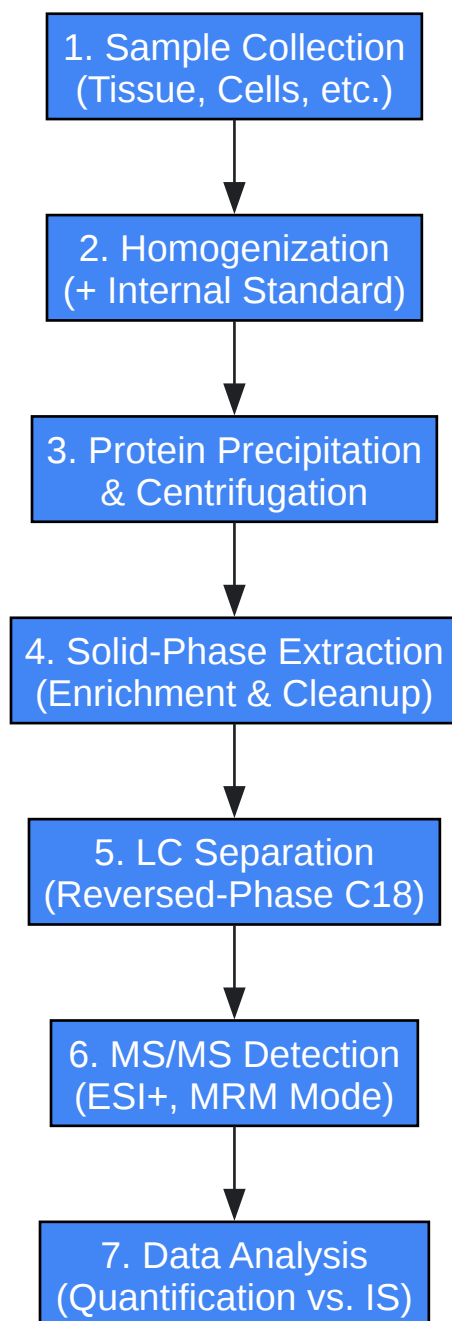 1. Sample Collection
(Tissue, Cells, etc.)
2. Homogenization
(+ Internal Standard)
3. Protein Precipitation
& Centrifugation
4. Solid-Phase Extraction
(Enrichment & Cleanup)
5. LC Separation
(Reversed-Phase C18)
6. MS/MS Detection
(ESI+, MRM Mode)
7. Data Analysis
(Quantification vs. IS)